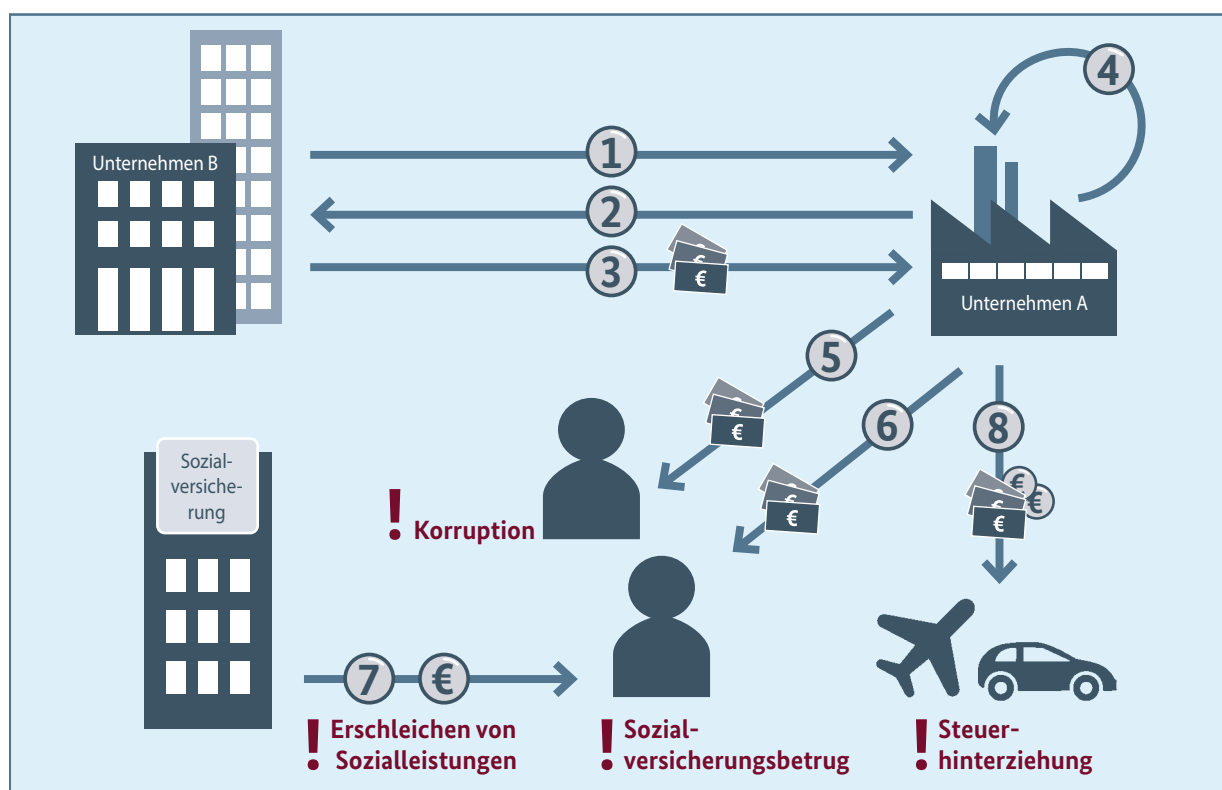 4
1
Unternehmen B
2
3
€
€
€
Unternehmen A
5
€
€
€
6
8
Sozial-
versiche-
rung
€
€
€
€
€
€
€
€
! Korruption
7 €
! Erschleichen von
Sozialleistungen
! Sozial-
versicherungsbetrug
! Steuer-
hinterziehung